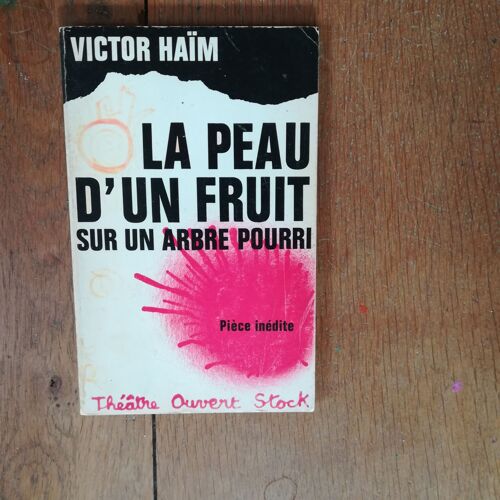 VICTOR HAÏM
LA PEAU
D'UN FRUIT
SUR UN ARBRE POURRI
Pièce inédite
Théâtre Ouvert Stock